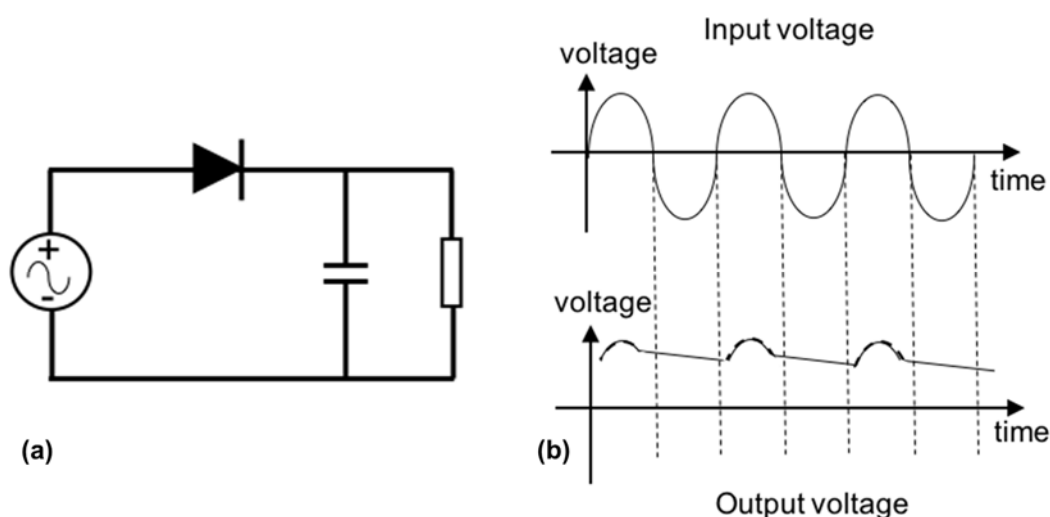 Input voltage
voltage
time
+
-
voltage
time
(a)
(b)
Output voltage